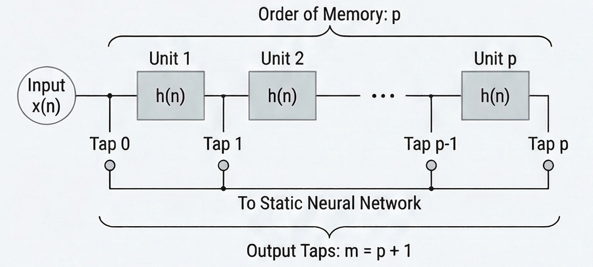 Order of Memory: p
Unit 1 Unit 2 Unit p
Input
x(n)
h(n) h(n) ... h(n)
Tap 0 Tap 1 Tap p-1 Tap p
To Static Neural Network
Output Taps: m = p + 1